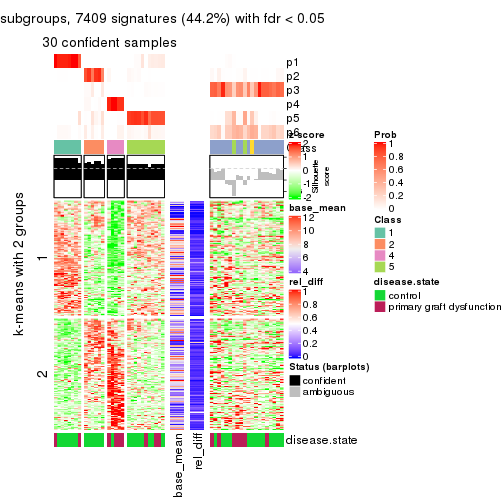 subgroups, 7409 signatures (44.2%) with fdr < 0.05
30 confident samples
p1
p2
p3
p4
p5
p6
Class
z-score
2
1
0
-1
-2
Silhouette
score
base_mean
12
10
8
6
4
rel_diff
1
0.8
0.6
0.4
0.2
0
Status (barplots)
confident
ambiguous
Prob
1
0.8
0.6
0.4
0.2
0
Class
1
2
4
5
disease.state
control
primary graft dysfunction
k-means with 2 groups
1
2
base_mean
rel_diff
disease.state